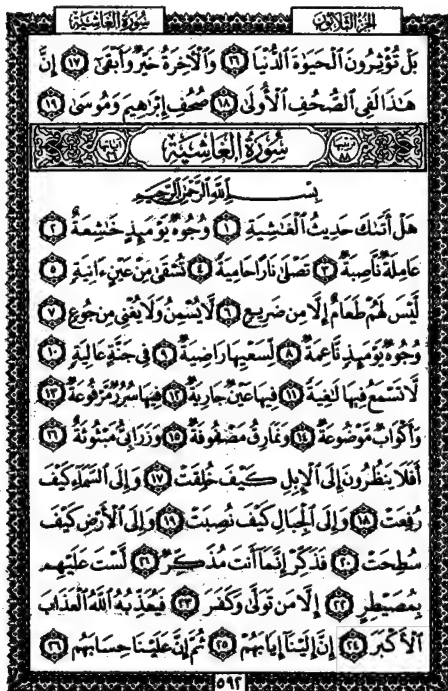 سُورَةُ الغَاشِيَةِ الجُزءُ الثَّلَاثُونَ
بَلْ تُؤْثِرُونَ ٱلْحَيَوٰةَ ٱلدُّنْيَا ١٦ وَٱلْءَاخِرَةُ خَيْرٌ وَأَبْقَىٰٓ ١٧ إِنَّ
هَٰذَا لَفِى ٱلصُّحُفِ ٱلْأُولَىٰ ١٨ صُحُفِ إِبْرَٰهِيمَ وَمُوسَىٰ ١٩
ترتيبها ٨٨ سُورَةُ الغَاشِيَةِ آياتها ٢٦
بِسْمِ ٱللَّهِ ٱلرَّحْمَٰنِ ٱلرَّحِيمِ
هَلْ أَتَىٰكَ حَدِيثُ ٱلْغَٰشِيَةِ ١ وُجُوهٌ يَوْمَئِذٍ خَٰشِعَةٌ ٢
عَامِلَةٌ نَّاصِبَةٌ ٣ تَصْلَىٰ نَارًا حَامِيَةً ٤ تُسْقَىٰ مِنْ عَيْنٍ ءَانِيَةٍ ٥
لَّيْسَ لَهُمْ طَعَامٌ إِلَّا مِن ضَرِيعٍ ٦ لَّا يُسْمِنُ وَلَا يُغْنِى مِن جُوعٍ ٧
وُجُوهٌ يَوْمَئِذٍ نَّاعِمَةٌ ٨ لِّسَعْيِهَا رَاضِيَةٌ ٩ فِى جَنَّةٍ عَالِيَةٍ ١٠
لَّا تَسْمَعُ فِيهَا لَٰغِيَةً ١١ فِيهَا عَيْنٌ جَارِيَةٌ ١٢ فِيهَا سُرُرٌ مَّرْفُوعَةٌ ١٣
وَأَكْوَابٌ مَّوْضُوعَةٌ ١٤ وَنَمَارِقُ مَصْفُوفَةٌ ١٥ وَزَرَابِىُّ مَبْثُوثَةٌ ١٦
أَفَلَا يَنظُرُونَ إِلَى ٱلْإِبِلِ كَيْفَ خُلِقَتْ ١٧ وَإِلَى ٱلسَّمَآءِ كَيْفَ
رُفِعَتْ ١٨ وَإِلَى ٱلْجِبَالِ كَيْفَ نُصِبَتْ ١٩ وَإِلَى ٱلْأَرْضِ كَيْفَ
سُطِحَتْ ٢٠ فَذَكِّرْ إِنَّمَآ أَنتَ مُذَكِّرٌ ٢١ لَّسْتَ عَلَيْهِم
بِمُصَيْطِرٍ ٢٢ إِلَّا مَن تَوَلَّىٰ وَكَفَرَ ٢٣ فَيُعَذِّبُهُ ٱللَّهُ ٱلْعَذَابَ
ٱلْأَكْبَرَ ٢٤ إِنَّ إِلَيْنَآ إِيَابَهُمْ ٢٥ ثُمَّ إِنَّ عَلَيْنَا حِسَابَهُم ٢٦
٥٩٢